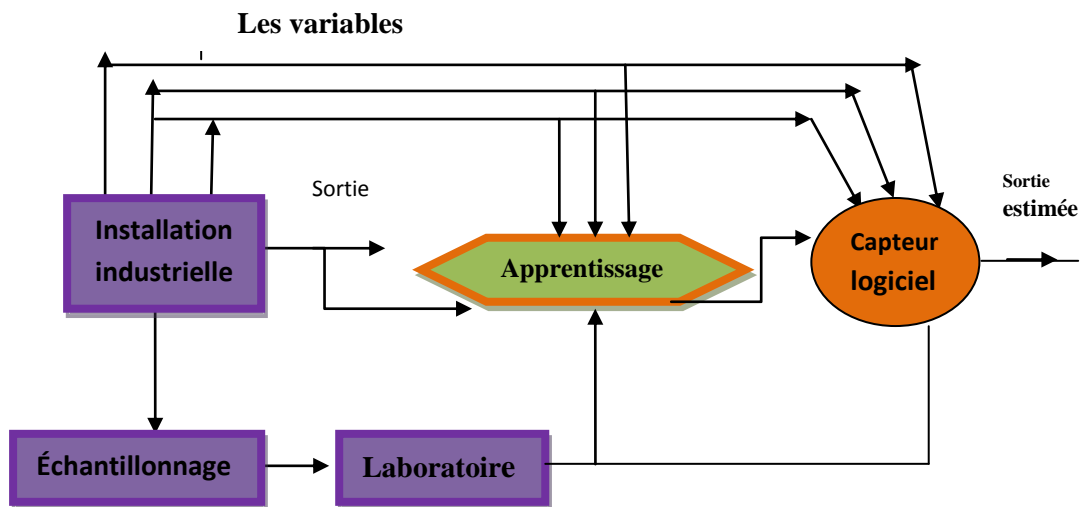 Les variables
Sortie
Installation
industrielle
Apprentissage
Capteur
logiciel
Sortie
estimée
Échantillonnage
Laboratoire